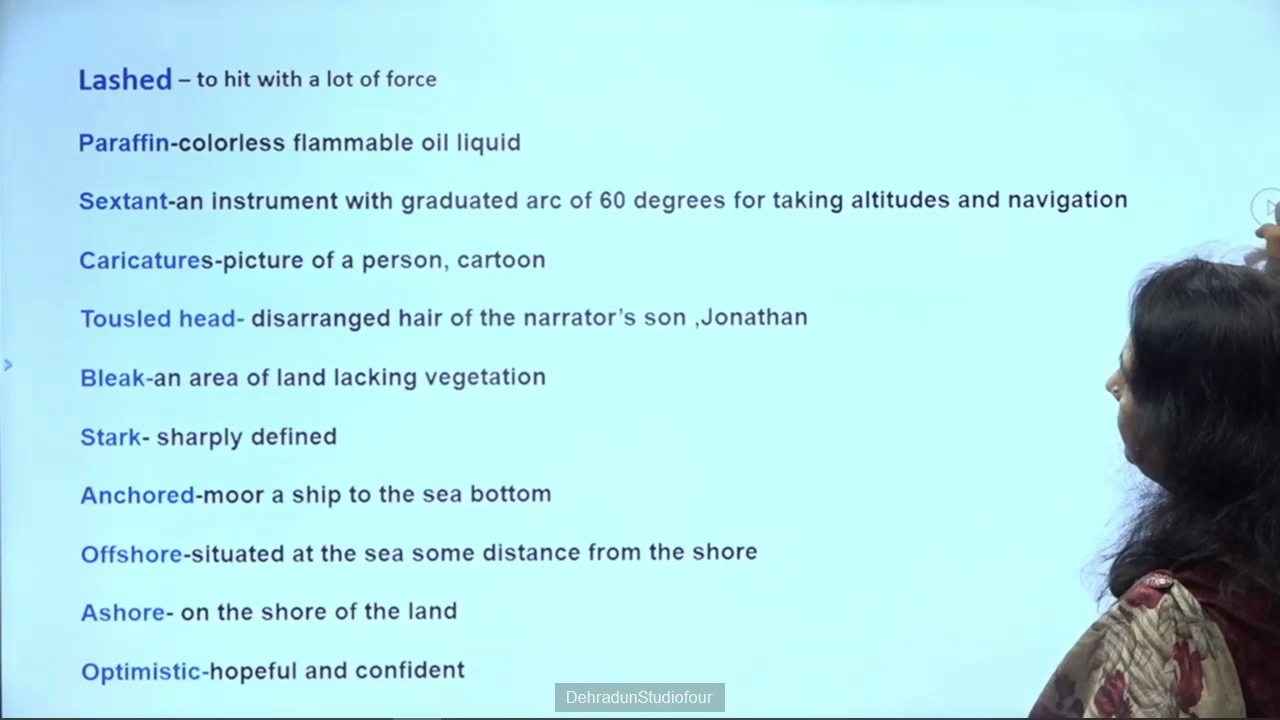 Lashed – to hit with a lot of force
Paraffin-colorless flammable oil liquid
Sextant-an instrument with graduated arc of 60 degrees for taking altitudes and navigation
Caricatures-picture of a person, cartoon
Tousled head- disarranged hair of the narrator’s son ,Jonathan
Bleak-an area of land lacking vegetation
Stark- sharply defined
Anchored-moor a ship to the sea bottom
Offshore-situated at the sea some distance from the shore
Ashore- on the shore of the land
Optimistic-hopeful and confident
DehradunStudiofour